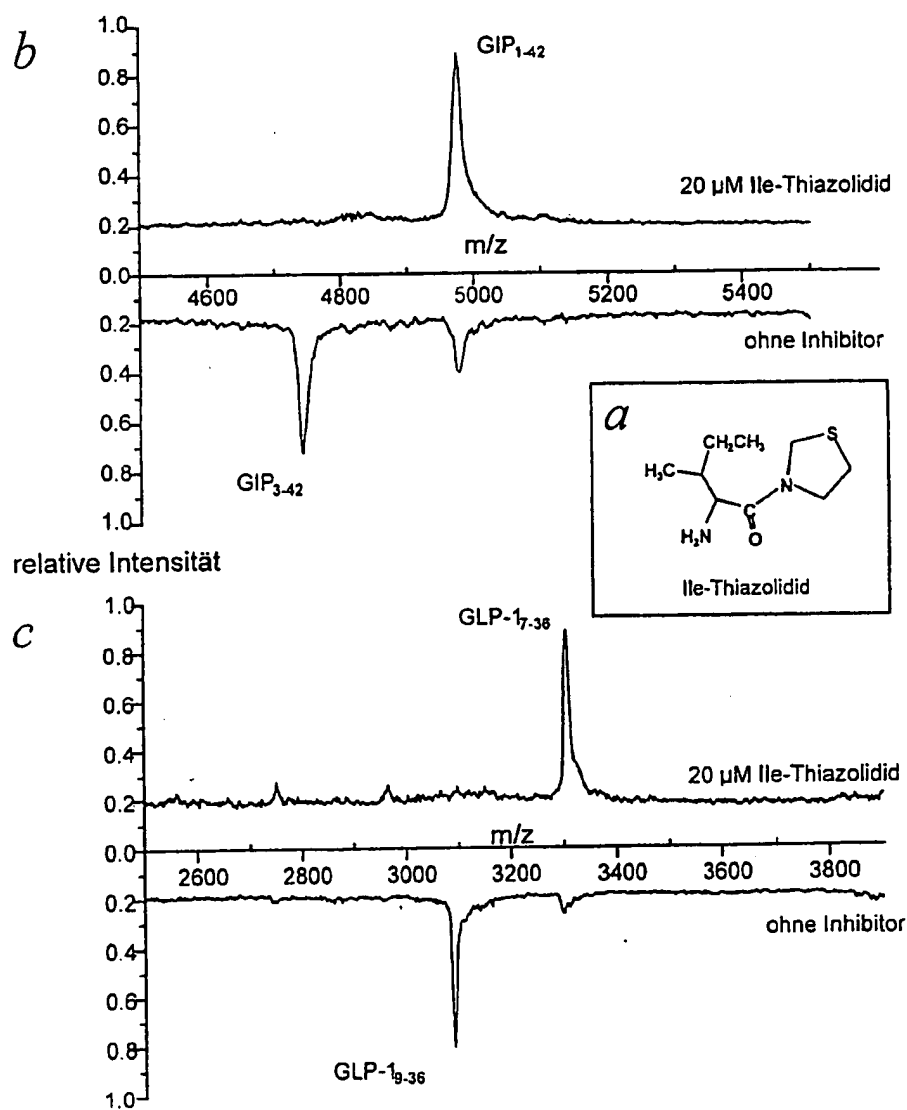 b
1.0
0.8
0.6
0.4
0.2
0.0
GIP1-42
20 µM Ile-Thiazolidid
m/z
4600 4800 5000 5200 5400
0.2
0.4
0.6
0.8
1.0
ohne Inhibitor
GIP3-42
a
CH2CH3
H3C
S
N
C
H2N
O
Ile-Thiazolidid
relative Intensität
c
1.0
0.8
0.6
0.4
0.2
0.0
GLP-17-36
20 µM Ile-Thiazolidid
m/z
2600 2800 3000 3200 3400 3600 3800
0.2
0.4
0.6
0.8
1.0
ohne Inhibitor
GLP-19-36